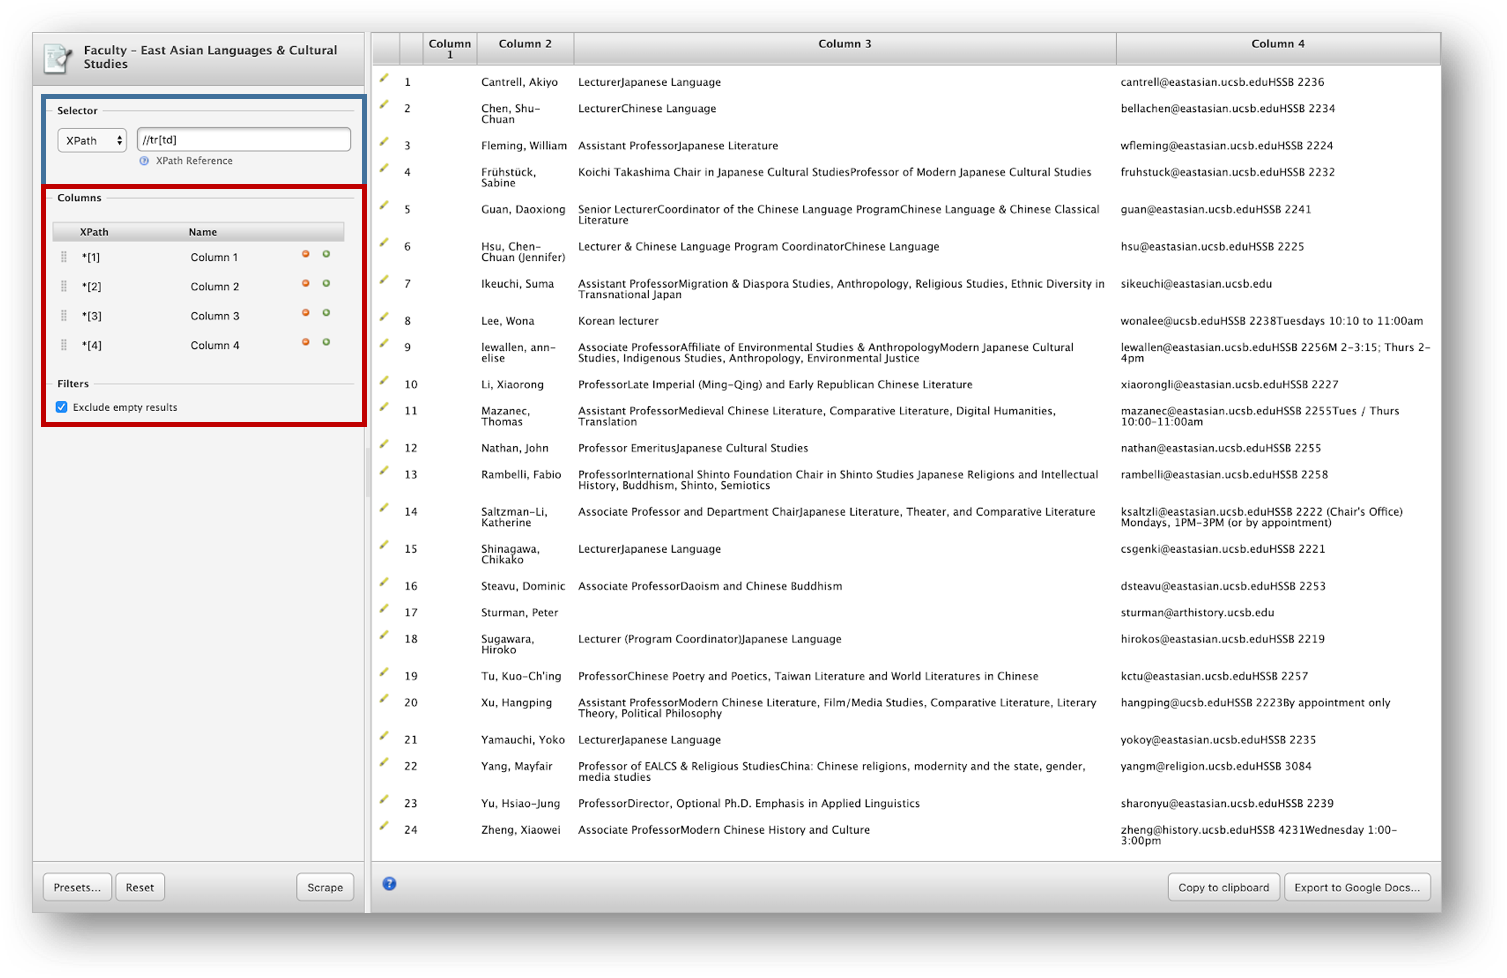 Faculty – East Asian Languages & Cultural
Studies
Selector
XPath
//tr[td]
XPath Reference
Columns
XPath Name
*[1] Column 1
*[2] Column 2
*[3] Column 3
*[4] Column 4
Filters
Exclude empty results
Presets... Reset Scrape
Column
1
Column 2 Column 3 Column 4
1 Cantrell, Akiyo LecturerJapanese Language cantrell@eastasian.ucsb.eduHSSB 2236
2 Chen, Shu- LecturerChinese Language bellachen@eastasian.ucsb.eduHSSB 2234
Chuan
3 Fleming, William Assistant ProfessorJapanese Literature wfleming@eastasian.ucsb.eduHSSB 2224
4 Frühstück, Koichi Takashima Chair in Japanese Cultural StudiesProfessor of Modern Japanese Cultural Studies fruhstuck@eastasian.ucsb.eduHSSB 2232
Sabine
5 Guan, Daoxiong Senior LecturerCoordinator of the Chinese Language ProgramChinese Language & Chinese Classical guan@eastasian.ucsb.eduHSSB 2241
Literature
6 Hsu, Chen- Lecturer & Chinese Language Program CoordinatorChinese Language hsu@eastasian.ucsb.eduHSSB 2225
Chuan (Jennifer)
7 Ikeuchi, Suma Assistant ProfessorMigration & Diaspora Studies, Anthropology, Religious Studies, Ethnic Diversity in sikeuchi@eastasian.ucsb.edu
Transnational Japan
8 Lee, Wona Korean lecturer wonalee@ucsb.eduHSSB 2238Tuesdays 10:10 to 11:00am
9 lewallen, ann- Associate ProfessorAffiliate of Environmental Studies & AnthropologyModern Japanese Cultural lewallen@eastasian.ucsb.eduHSSB 2256M 2-3:15; Thurs 2-
elise Studies, Indigenous Studies, Anthropology, Environmental Justice 4pm
10 Li, Xiaorong ProfessorLate Imperial (Ming-Qing) and Early Republican Chinese Literature xiaorongli@eastasian.ucsb.eduHSSB 2227
11 Mazanec, Assistant ProfessorMedieval Chinese Literature, Comparative Literature, Digital Humanities, mazanec@eastasian.ucsb.eduHSSB 2255Tues / Thurs
Thomas Translation 10:00-11:00am
12 Nathan, John Professor EmeritusJapanese Cultural Studies nathan@eastasian.ucsb.eduHSSB 2255
13 Rambelli, Fabio ProfessorInternational Shinto Foundation Chair in Shinto Studies Japanese Religions and Intellectual rambelli@eastasian.ucsb.eduHSSB 2258
History, Buddhism, Shinto, Semiotics
14 Saltzman-Li, Associate Professor and Department ChairJapanese Literature, Theater, and Comparative Literature ksaltzli@eastasian.ucsb.eduHSSB 2222 (Chair's Office)
Katherine Mondays, 1PM-3PM (or by appointment)
15 Shinagawa, LecturerJapanese Language csgenki@eastasian.ucsb.eduHSSB 2221
Chikako
16 Steavu, Dominic Associate ProfessorDaoism and Chinese Buddhism dsteavu@eastasian.ucsb.eduHSSB 2253
17 Sturman, Peter sturman@arthistory.ucsb.edu
18 Sugawara, Lecturer (Program Coordinator)Japanese Language hirokos@eastasian.ucsb.eduHSSB 2219
Hiroko
19 Tu, Kuo-Ch'ing ProfessorChinese Poetry and Poetics, Taiwan Literature and World Literatures in Chinese kctu@eastasian.ucsb.eduHSSB 2257
20 Xu, Hangping Assistant ProfessorModern Chinese Literature, Film/Media Studies, Comparative Literature, Literary hangping@ucsb.eduHSSB 2223By appointment only
Theory, Political Philosophy
21 Yamauchi, Yoko LecturerJapanese Language yokoy@eastasian.ucsb.eduHSSB 2235
22 Yang, Mayfair Professor of EALCS & Religious StudiesChina: Chinese religions, modernity and the state, gender, yangm@religion.ucsb.eduHSSB 3084
media studies
23 Yu, Hsiao-Jung ProfessorDirector, Optional Ph.D. Emphasis in Applied Linguistics sharonyu@eastasian.ucsb.eduHSSB 2239
24 Zheng, Xiaowei Associate ProfessorModern Chinese History and Culture zheng@history.ucsb.eduHSSB 4231Wednesday 1:00-
3:00pm
? Copy to clipboard Export to Google Docs...